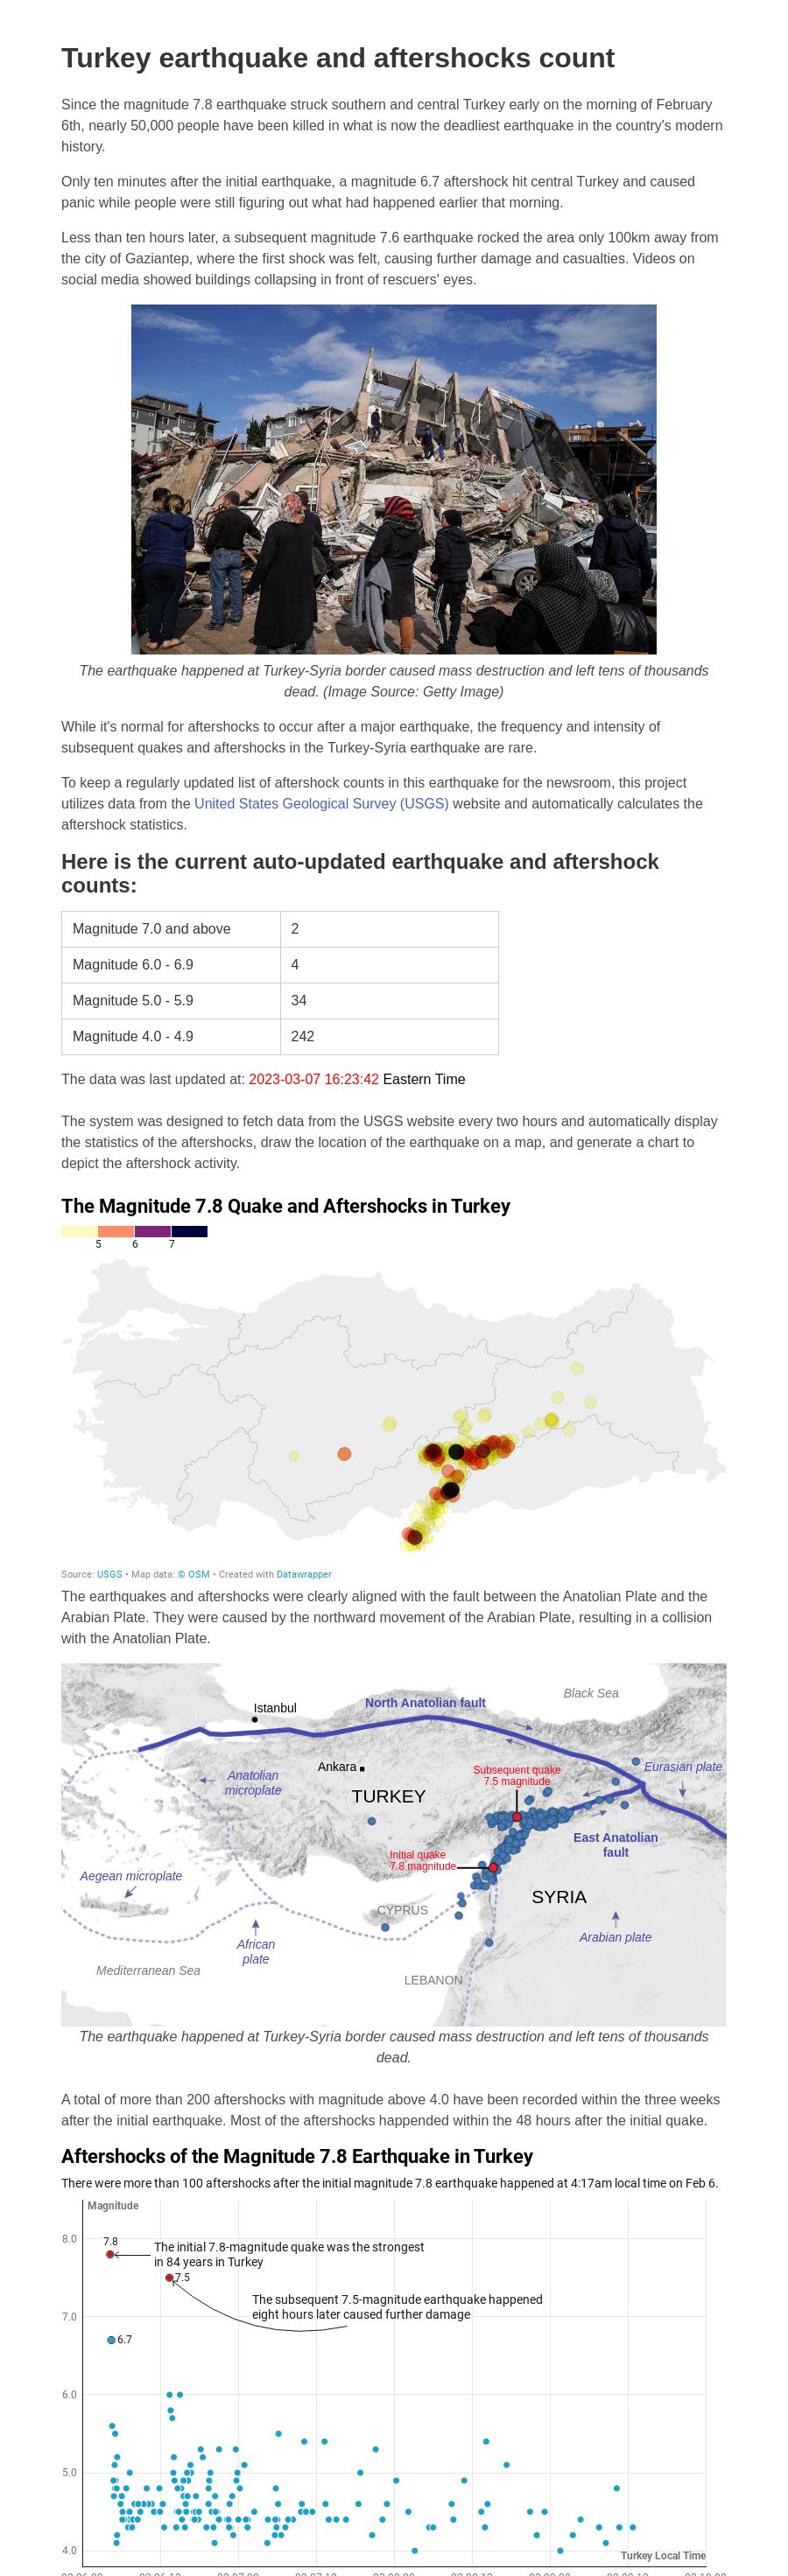 Turkey earthquake and aftershocks count
Since the magnitude 7.8 earthquake struck southern and central Turkey early on the morning of February
6th, nearly 50,000 people have been killed in what is now the deadliest earthquake in the country's modern
history.
Only ten minutes after the initial earthquake, a magnitude 6.7 aftershock hit central Turkey and caused
panic while people were still figuring out what had happened earlier that morning.
Less than ten hours later, a subsequent magnitude 7.6 earthquake rocked the area only 100km away from
the city of Gaziantep, where the first shock was felt, causing further damage and casualties. Videos on
social media showed buildings collapsing in front of rescuers' eyes.
The earthquake happened at Turkey-Syria border caused mass destruction and left tens of thousands
dead. (Image Source: Getty Image)
While it's normal for aftershocks to occur after a major earthquake, the frequency and intensity of
subsequent quakes and aftershocks in the Turkey-Syria earthquake are rare.
To keep a regularly updated list of aftershock counts in this earthquake for the newsroom, this project
utilizes data from the United States Geological Survey (USGS) website and automatically calculates the
aftershock statistics.
Here is the current auto-updated earthquake and aftershock
counts:
Magnitude 7.0 and above 2
Magnitude 6.0 - 6.9 4
Magnitude 5.0 - 5.9 34
Magnitude 4.0 - 4.9 242
The data was last updated at: 2023-03-07 16:23:42 Eastern Time
The system was designed to fetch data from the USGS website every two hours and automatically display
the statistics of the aftershocks, draw the location of the earthquake on a map, and generate a chart to
depict the aftershock activity.
The Magnitude 7.8 Quake and Aftershocks in Turkey
5 6 7
Source: USGS • Map data: © OSM • Created with Datawrapper
The earthquakes and aftershocks were clearly aligned with the fault between the Anatolian Plate and the
Arabian Plate. They were caused by the northward movement of the Arabian Plate, resulting in a collision
with the Anatolian Plate.
Black Sea
North Anatolian fault
Istanbul
Ankara
Eurasian plate
Subsequent quake
7.5 magnitude
Anatolian
microplate
TURKEY
East Anatolian
fault
Initial quake
7.8 magnitude
Aegean microplate
SYRIA
CYPRUS
Arabian plate
African
plate
Mediterranean Sea
LEBANON
The earthquake happened at Turkey-Syria border caused mass destruction and left tens of thousands
dead.
A total of more than 200 aftershocks with magnitude above 4.0 have been recorded within the three weeks
after the initial earthquake. Most of the aftershocks happended within the 48 hours after the initial quake.
Aftershocks of the Magnitude 7.8 Earthquake in Turkey
There were more than 100 aftershocks after the initial magnitude 7.8 earthquake happened at 4:17am local time on Feb 6.
Magnitude
8.0
7.8
The initial 7.8-magnitude quake was the strongest
in 84 years in Turkey
7.5
The subsequent 7.5-magnitude earthquake happened
eight hours later caused further damage
7.0
6.7
6.0
5.0
4.0
Turkey Local Time